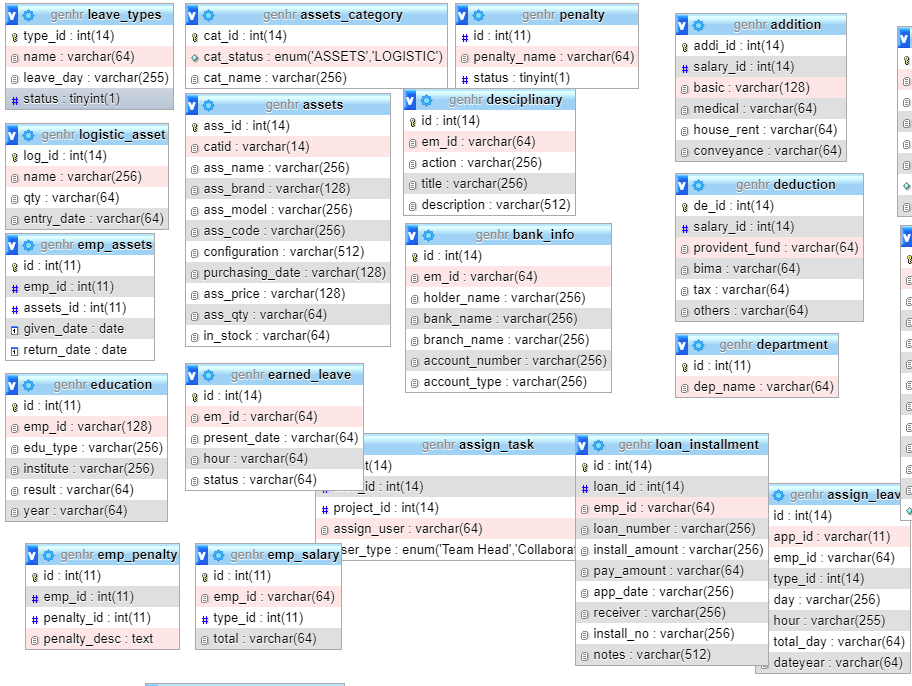 genhr leave_types
type_id : int(14)
name : varchar(64)
leave_day : varchar(255)
# status : tinyint(1)
genhr assets_category
cat_id : int(14)
cat_status : enum('ASSETS','LOGISTIC')
cat_name : varchar(256)
genhr penalty
# id : int(11)
penalty_name : varchar(64)
# status : tinyint(1)
genhr addition
addi_id : int(14)
# salary_id : int(14)
basic : varchar(128)
medical : varchar(64)
house_rent : varchar(64)
conveyance : varchar(64)
genhr logistic_asset
log_id : int(14)
name : varchar(256)
qty : varchar(64)
entry_date : varchar(64)
genhr assets
ass_id : int(14)
catid : varchar(14)
ass_name : varchar(256)
ass_brand : varchar(128)
ass_model : varchar(256)
ass_code : varchar(256)
configuration : varchar(512)
purchasing_date : varchar(128)
ass_price : varchar(128)
ass_qty : varchar(64)
in_stock : varchar(64)
genhr desciplinary
id : int(14)
em_id : varchar(64)
action : varchar(256)
title : varchar(256)
description : varchar(512)
genhr deduction
de_id : int(14)
# salary_id : int(14)
provident_fund : varchar(64)
bima : varchar(64)
tax : varchar(64)
others : varchar(64)
genhr emp_assets
id : int(11)
# emp_id : int(11)
# assets_id : int(11)
given_date : date
return_date : date
genhr bank_info
id : int(14)
em_id : varchar(64)
holder_name : varchar(256)
bank_name : varchar(256)
branch_name : varchar(256)
account_number : varchar(256)
account_type : varchar(256)
genhr department
id : int(11)
dep_name : varchar(64)
genhr education
id : int(11)
emp_id : varchar(128)
edu_type : varchar(256)
institute : varchar(256)
result : varchar(64)
year : varchar(64)
genhr earned_leave
id : int(14)
em_id : varchar(64)
present_date : varchar(64)
hour : varchar(64)
status : varchar(64)
genhr assign_task
int(14)
_id : int(14)
# project_id : int(14)
assign_user : varchar(64)
user_type : enum('Team Head','Collaborat
genhr loan_installment
id : int(14)
# loan_id : int(14)
emp_id : varchar(64)
loan_number : varchar(256)
install_amount : varchar(256)
pay_amount : varchar(64)
app_date : varchar(256)
receiver : varchar(256)
install_no : varchar(256)
notes : varchar(512)
genhr assign_leav
id : int(14)
app_id : varchar(11)
emp_id : varchar(64)
type_id : int(14)
day : varchar(256)
hour : varchar(255)
total_day : varchar(64)
dateyear : varchar(64)
genhr emp_penalty
id : int(11)
# emp_id : int(11)
# penalty_id : int(11)
penalty_desc : text
genhr emp_salary
id : int(11)
emp_id : varchar(64)
# type_id : int(11)
total : varchar(64)